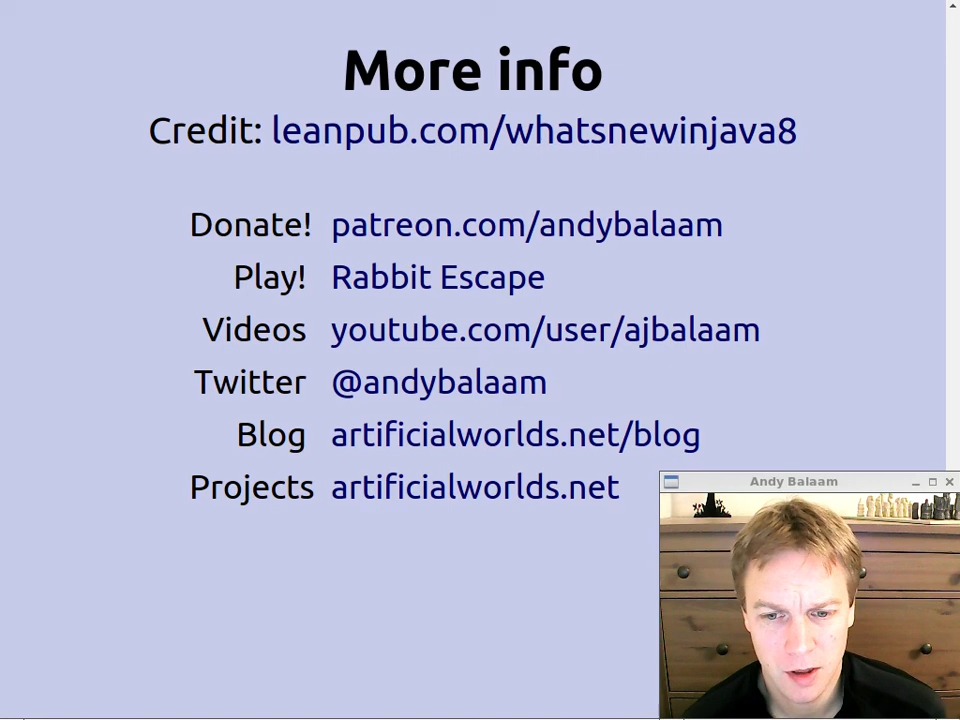 More info
Credit: leanpub.com/whatsnewinjava8
Donate! patreon.com/andybalaam
Play! Rabbit Escape
Videos youtube.com/user/ajbalaam
Twitter @andybalaam
Blog artificialworlds.net/blog
Projects artificialworlds.net
Andy Balaam